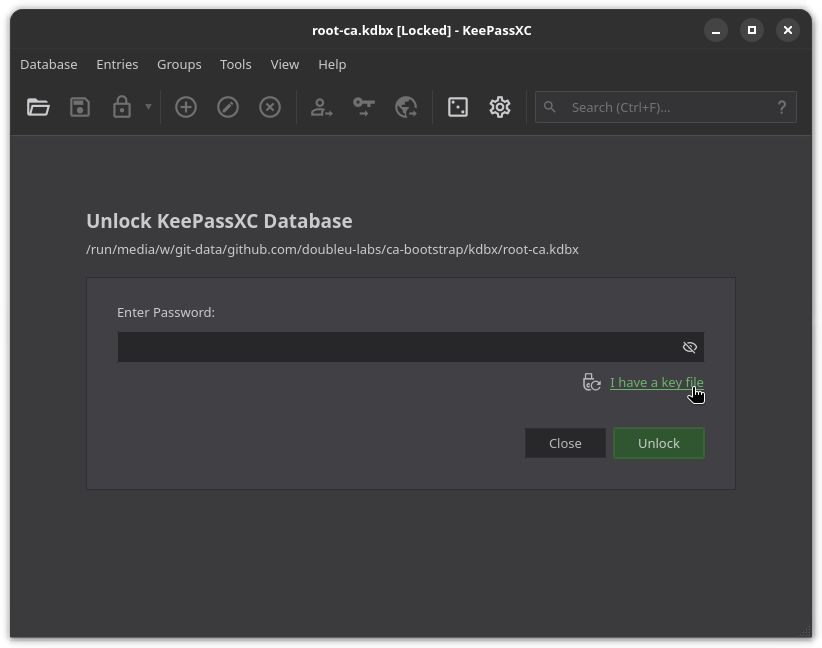 root-ca.kdbx [Locked] - KeePassXC
Database Entries Groups Tools View Help
Search (Ctrl+F)... ?
Unlock KeePassXC Database
/run/media/w/git-data/github.com/doubleu-labs/ca-bootstrap/kdbx/root-ca.kdbx
Enter Password:
I have a key file
Close Unlock